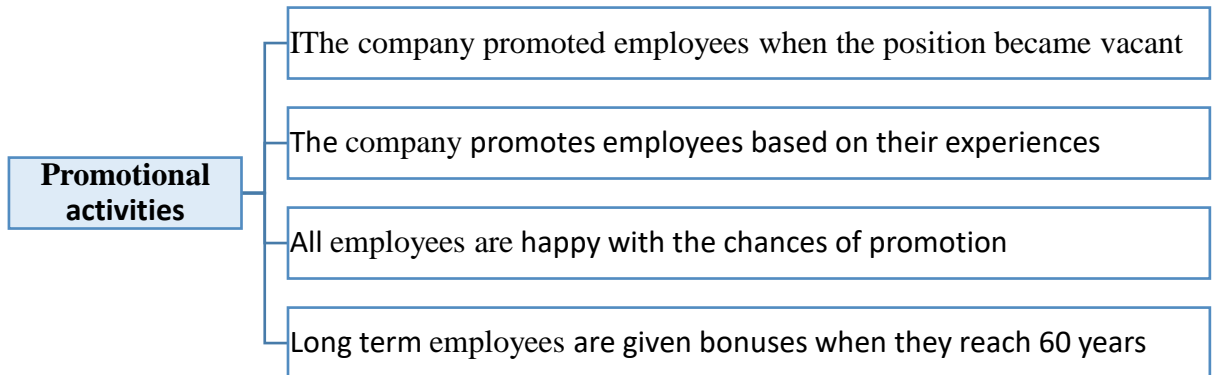 IThe company promoted employees when the position became vacant
The company promotes employees based on their experiences
Promotional
activities
All employees are happy with the chances of promotion
Long term employees are given bonuses when they reach 60 years